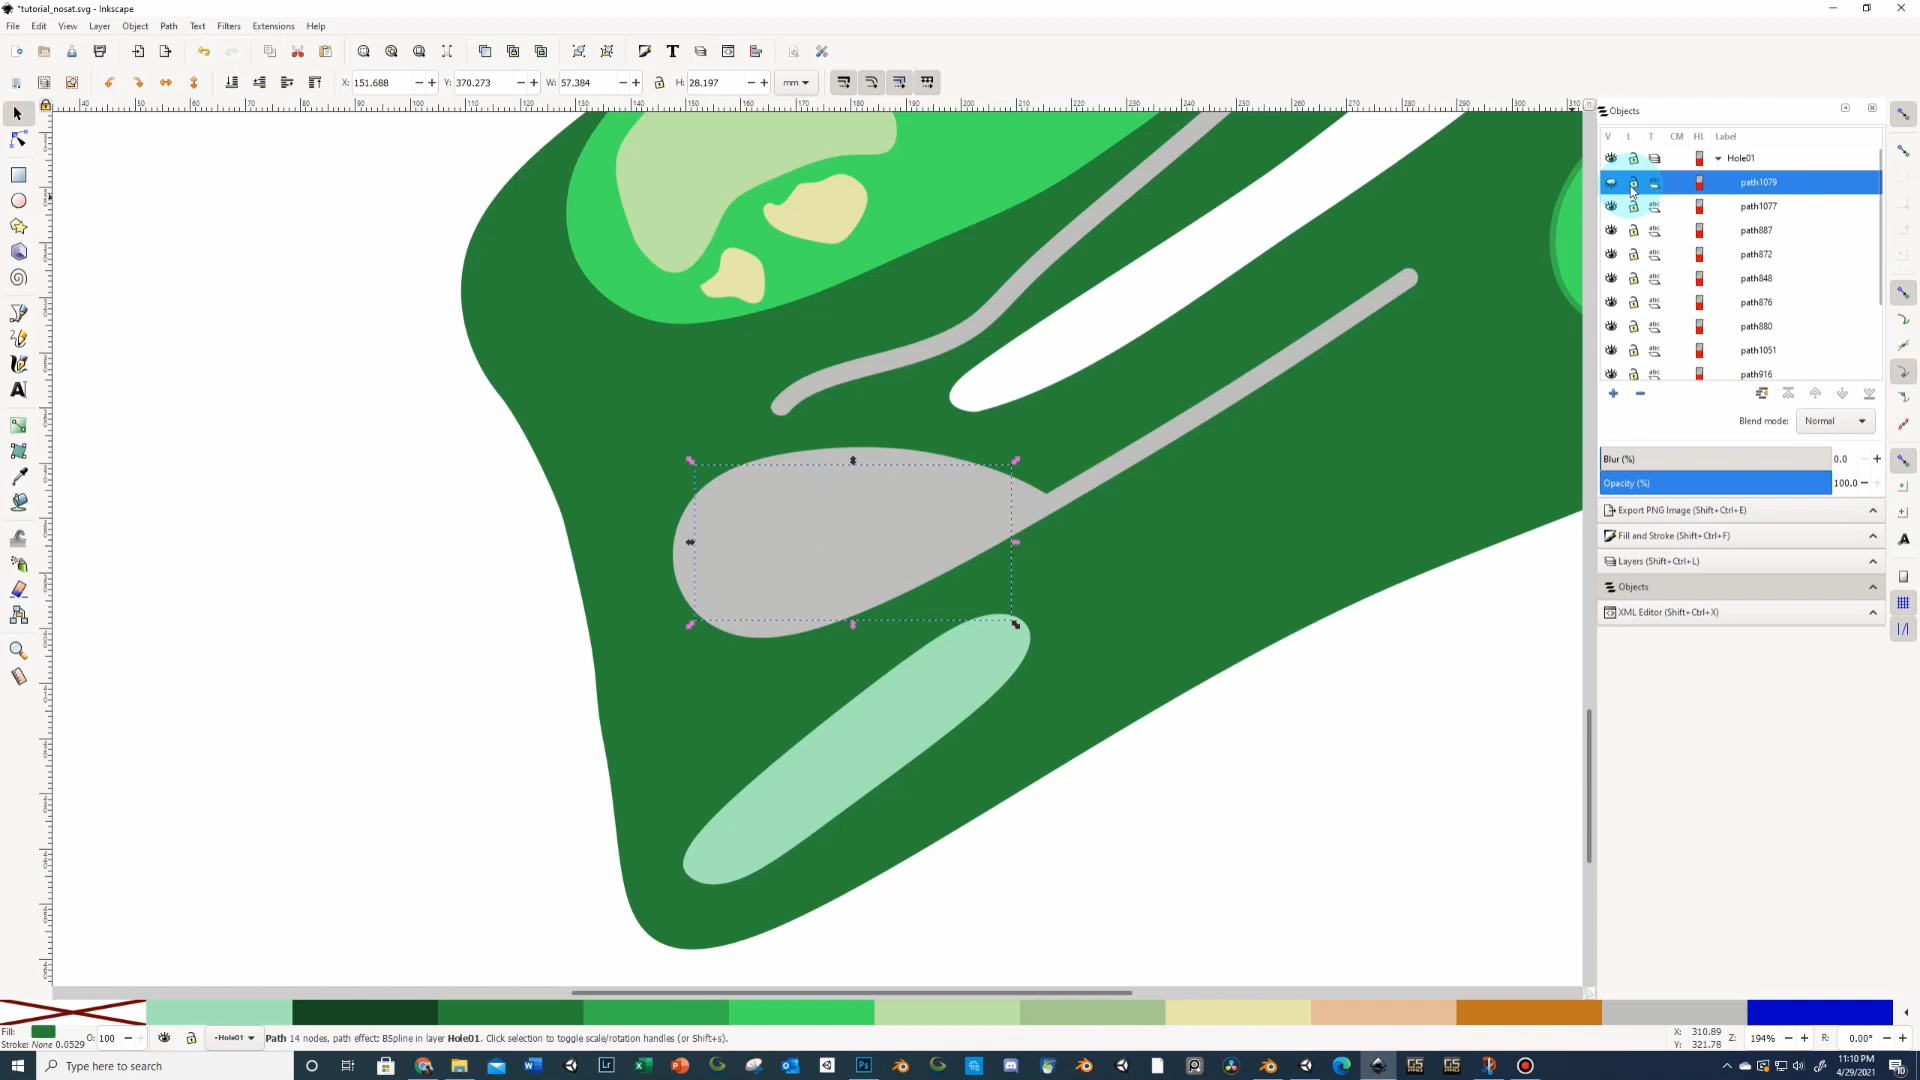 *tutorial_nosat.svg - Inkscape
File Edit View Layer Object Path Text Filters Extensions Help
X: 151.688 Y: 370.273 W: 57.384 H: 28.197 mm
Objects
V L T CM HL Label
Hole01
path1079
path1077
path887
path872
path848
path876
path880
path1051
path916
Blend mode: Normal
Blur (%) 0.0
Opacity (%) 100.0
Export PNG Image (Shift+Ctrl+E)
Fill and Stroke (Shift+Ctrl+F)
Layers (Shift+Ctrl+L)
Objects
XML Editor (Shift+Ctrl+X)
Fill:
Stroke: None 0.0529
O: 100
Hole01
Path 14 nodes, path effect: BSpline in layer Hole01. Click selection to toggle scale/rotation handles (or Shift+s).
X: 310.89
Y: 321.78
Z: 194%
R: 0.00°
Type here to search
11:10 PM
4/29/2021